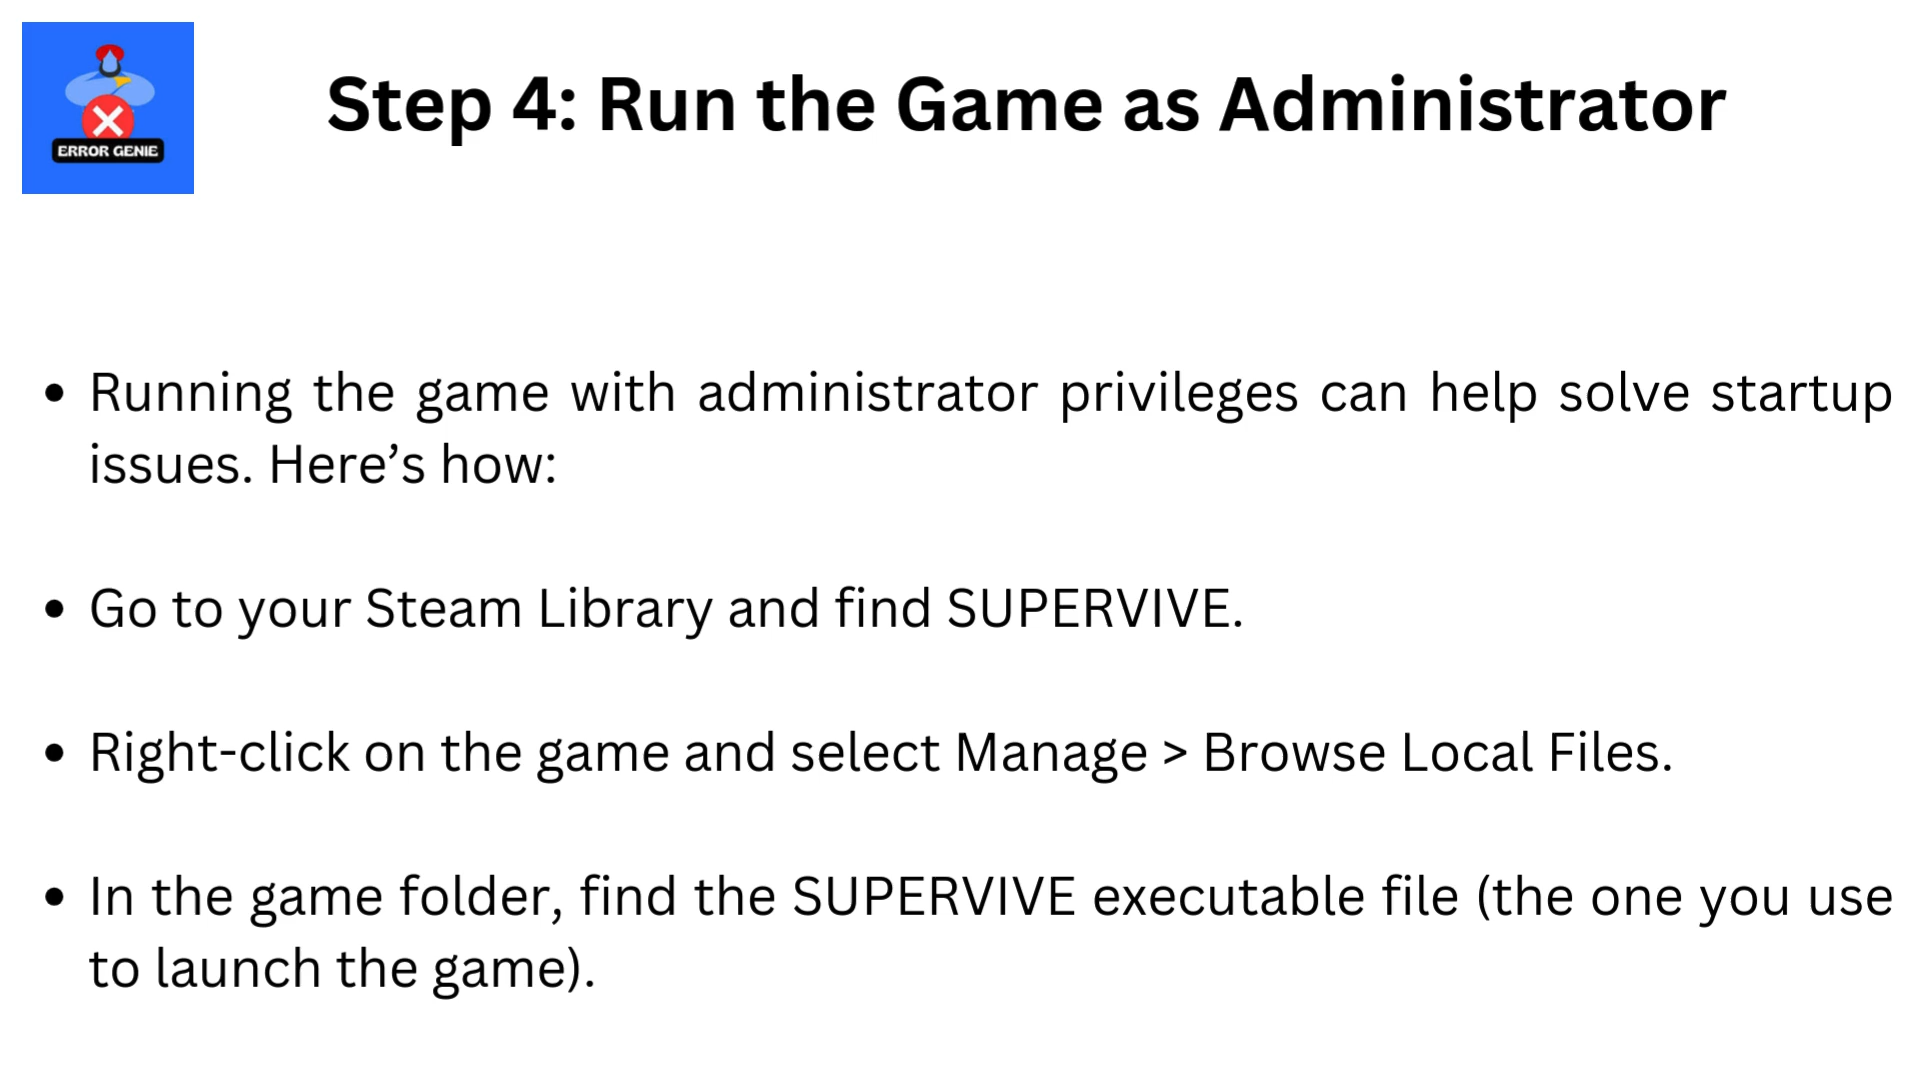 ERROR GENIE
Step 4: Run the Game as Administrator
• Running the game with administrator privileges can help solve startup
issues. Here’s how:
• Go to your Steam Library and find SUPERVIVE.
• Right-click on the game and select Manage > Browse Local Files.
• In the game folder, find the SUPERVIVE executable file (the one you use
to launch the game).